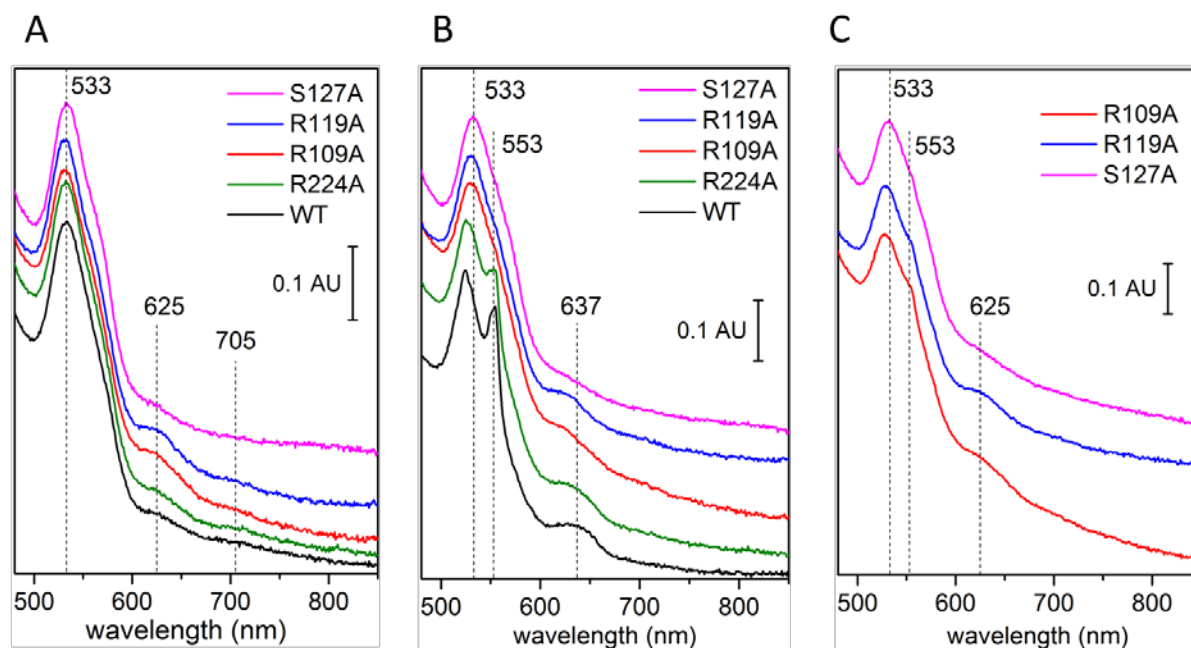 A
533
S127A
R119A
R109A
R224A
WT
0.1 AU
625
705
500 600 700 800
wavelength (nm)
B
533
553
S127A
R119A
R109A
R224A
WT
637
0.1 AU
500 600 700 800
wavelength (nm)
C
533
553
R109A
R119A
S127A
625
0.1 AU
500 600 700 800
wavelength (nm)